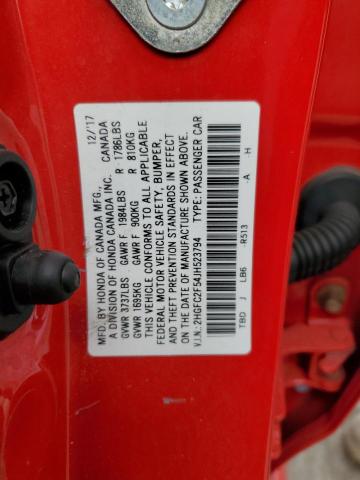 MFD. BY HONDA OF CANADA MFG., 12/'17
A DIVISION OF HONDA CANADA INC. CANADA
GVWR 3737LBS GAWR F 1984LBS R 1786LBS
GVWR 1695KG GAWR F 900KG R 810KG
THIS VEHICLE CONFORMS TO ALL APPLICABLE
FEDERAL MOTOR VEHICLE SAFETY, BUMPER,
AND THEFT PREVENTION STANDARDS IN EFFECT
ON THE DATE OF MANUFACTURE SHOWN ABOVE.
V.I.N.: 2HGFC2F54JH523794 TYPE: PASSENGER CAR
TBD J LB6 -R513 -A -H